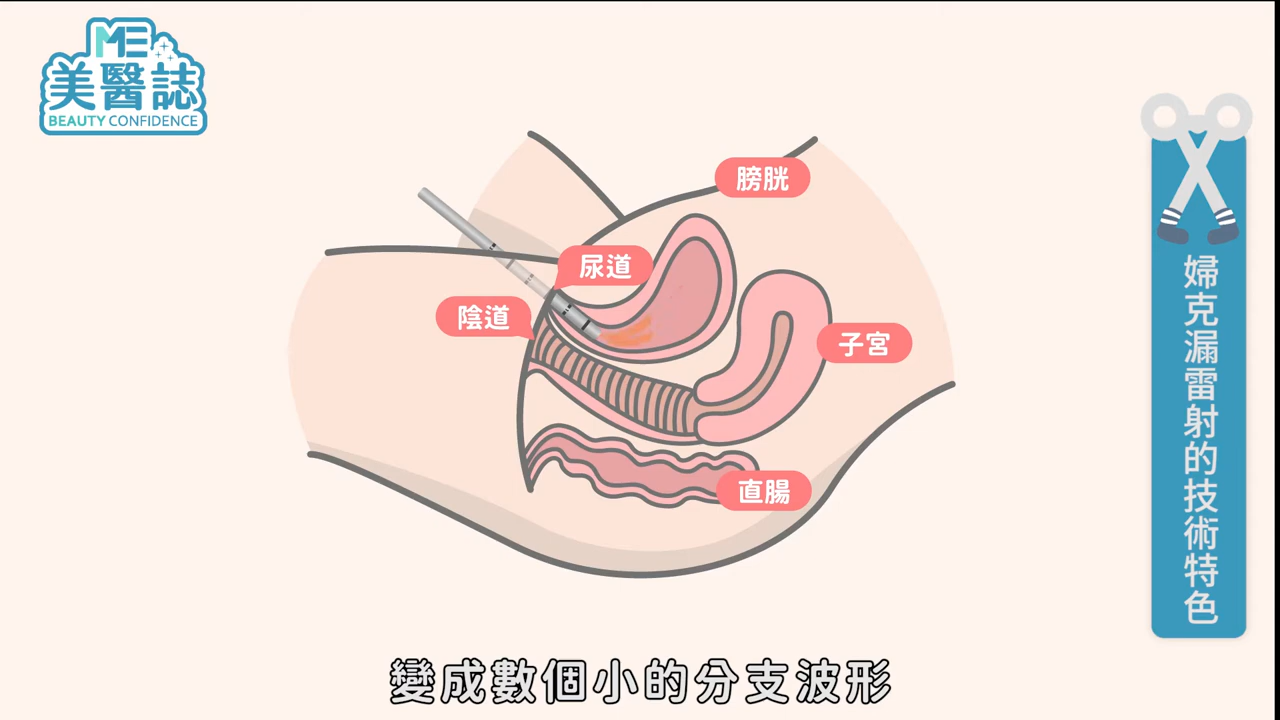 ME
美醫誌
BEAUTY CONFIDENCE
膀胱
尿道
陰道
子宮
直腸
婦克漏雷射的技術特色
變成數個小的分支波形